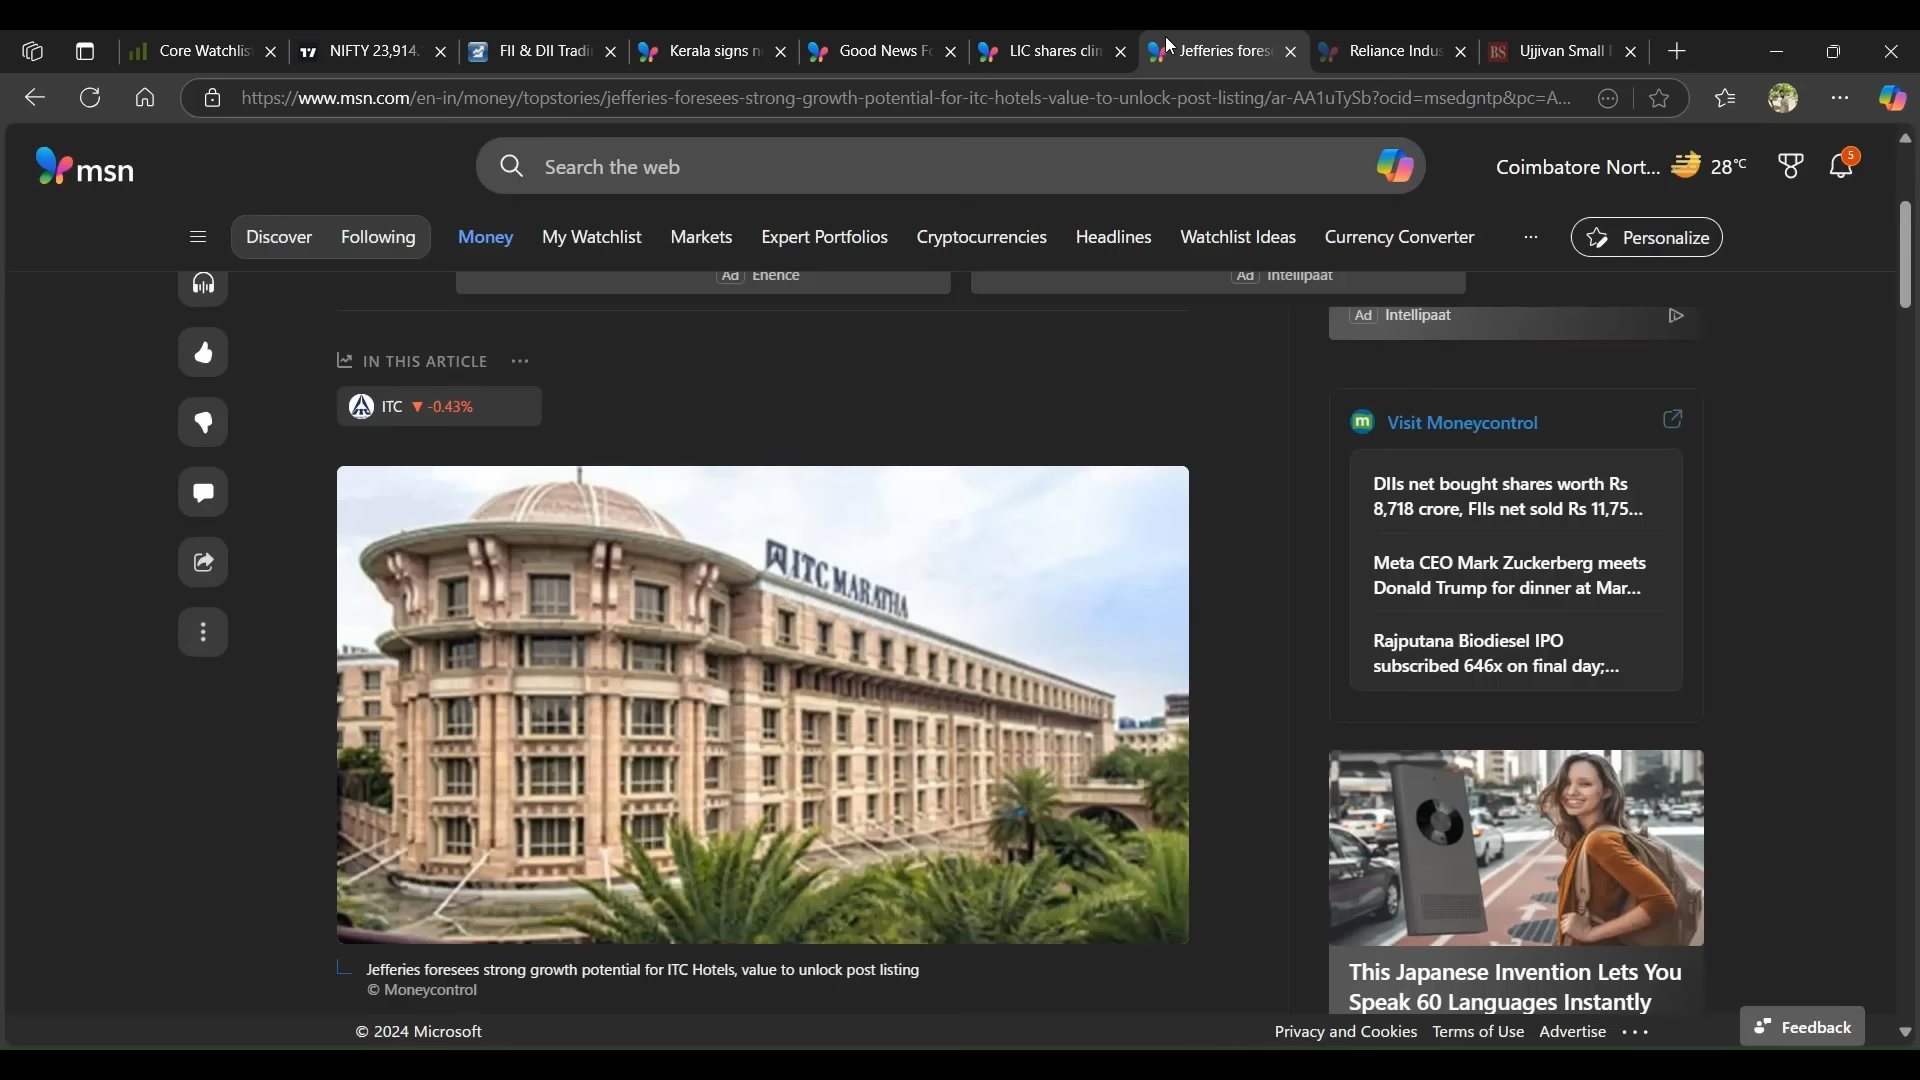 Core Watchlis
NIFTY 23,914.
FII & DII Tradi
Kerala signs n
Good News Fo
LIC shares clim
Jefferies fores
Reliance Indus
BS Ujjivan Small F
https://www.msn.com/en-in/money/topstories/jefferies-foresees-strong-growth-potential-for-itc-hotels-value-to-unlock-post-listing/ar-AA1uTySb?ocid=msedgntp&pc=A...
msn
Search the web
Coimbatore Nort...
28°C
5
Discover
Following
Money
My Watchlist
Markets
Expert Portfolios
Cryptocurrencies
Headlines
Watchlist Ideas
Currency Converter
...
Personalize
Ad Enence
Ad Intellipaat
Ad Intellipaat
IN THIS ARTICLE ...
ITC ▼ -0.43%
Visit Moneycontrol
DIIs net bought shares worth Rs
8,718 crore, FIIs net sold Rs 11,75...
Meta CEO Mark Zuckerberg meets
Donald Trump for dinner at Mar...
Rajputana Biodiesel IPO
subscribed 646x on final day;...
ITC MARATHA
This Japanese Invention Lets You
Speak 60 Languages Instantly
Jefferies foresees strong growth potential for ITC Hotels, value to unlock post listing
© Moneycontrol
© 2024 Microsoft
Privacy and Cookies
Terms of Use
Advertise
...
Feedback